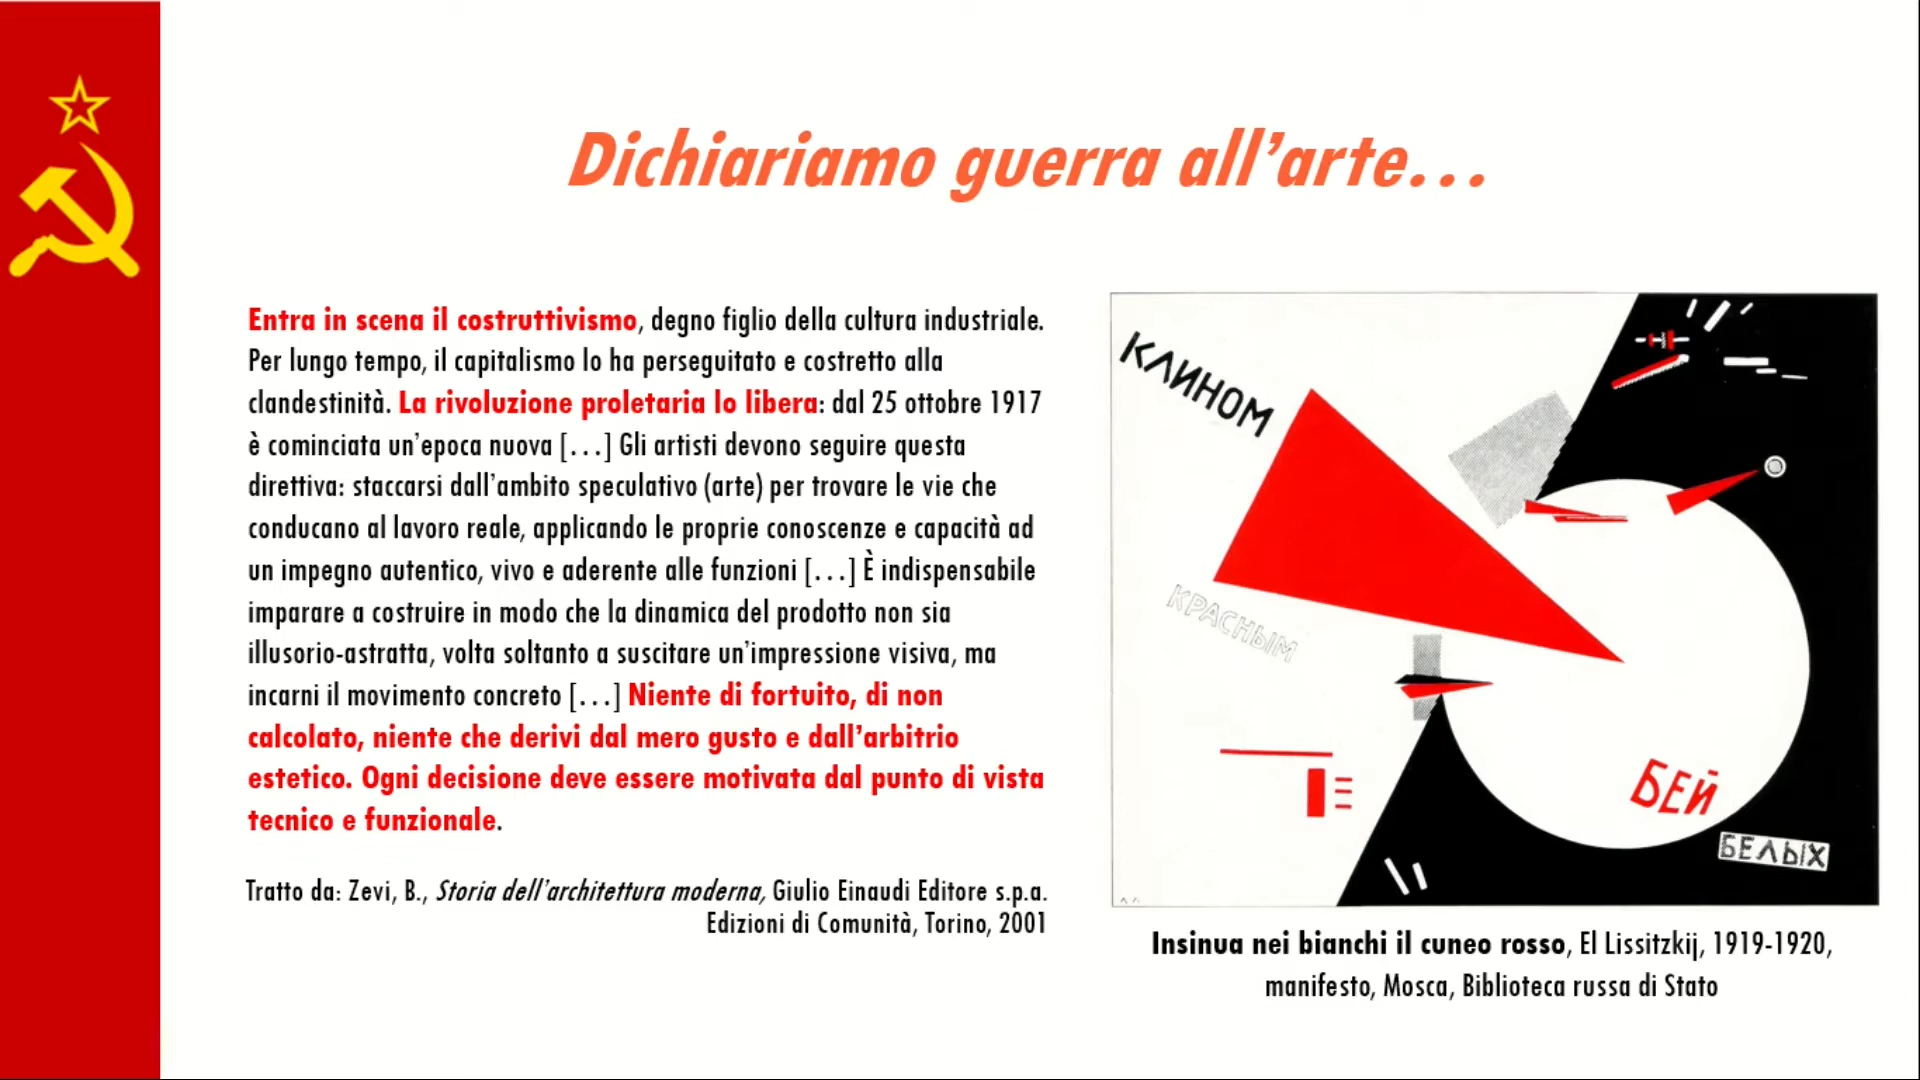 Dichiariamo guerra all’arte…
Entra in scena il costruttivismo, degno figlio della cultura industriale.
Per lungo tempo, il capitalismo lo ha perseguitato e costretto alla
clandestinità. La rivoluzione proletaria lo libera: dal 25 ottobre 1917
è cominciata un’epoca nuova […] Gli artisti devono seguire questa
direttiva: staccarsi dall’ambito speculativo (arte) per trovare le vie che
conducano al lavoro reale, applicando le proprie conoscenze e capacità ad
un impegno autentico, vivo e aderente alle funzioni […] È indispensabile
imparare a costruire in modo che la dinamica del prodotto non sia
illusorio-astratta, volta soltanto a suscitare un’impressione visiva, ma
incarni il movimento concreto […] Niente di fortuito, di non
calcolato, niente che derivi dal mero gusto e dall’arbitrio
estetico. Ogni decisione deve essere motivata dal punto di vista
tecnico e funzionale.
Tratto da: Zevi, B., Storia dell’architettura moderna, Giulio Einaudi Editore s.p.a.
Edizioni di Comunità, Torino, 2001
КЛИНОМ
КРАСНЫМ
БЕЙ
БЕЛЫХ
Insinua nei bianchi il cuneo rosso, El Lissitzkij, 1919-1920,
manifesto, Mosca, Biblioteca russa di Stato